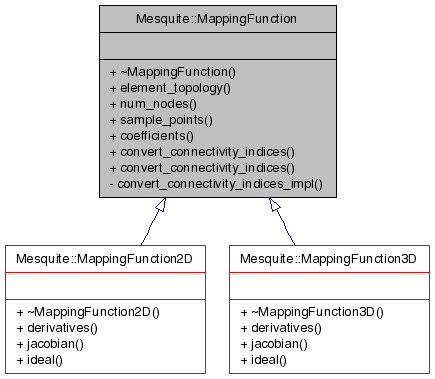 Mesquite::MappingFunction
+ ~MappingFunction()
+ element_topology()
+ num_nodes()
+ sample_points()
+ coefficients()
+ convert_connectivity_indices()
+ convert_connectivity_indices()
- convert_connectivity_indices_impl()
Mesquite::MappingFunction2D
+ ~MappingFunction2D()
+ derivatives()
+ jacobian()
+ ideal()
Mesquite::MappingFunction3D
+ ~MappingFunction3D()
+ derivatives()
+ jacobian()
+ ideal()